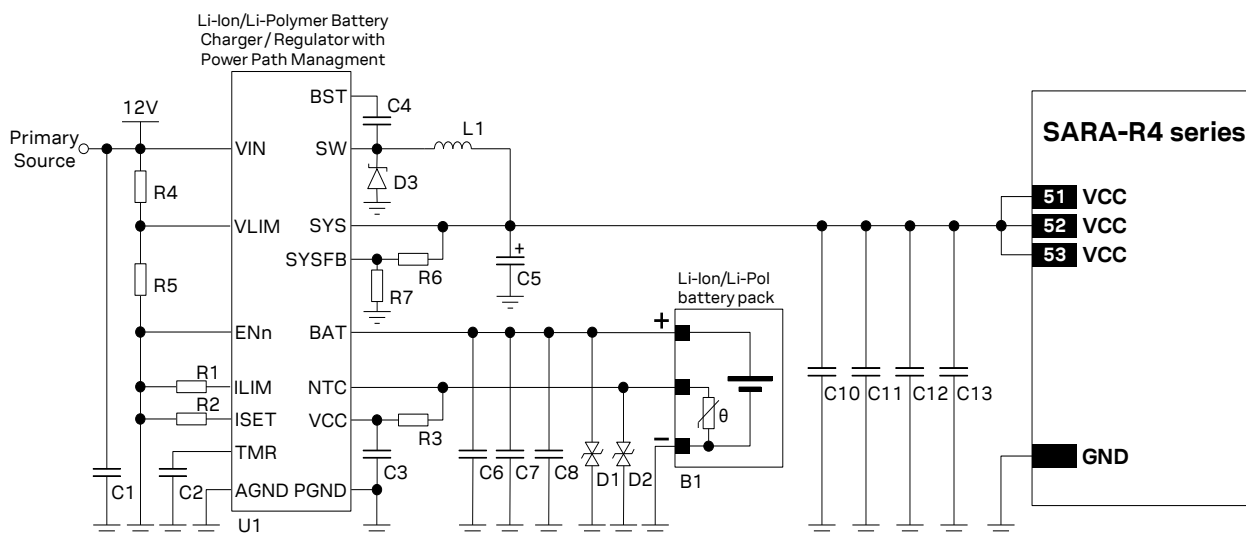 Li-Ion/Li-Polymer Battery
Charger / Regulator with
Power Path Managment
12V
Primary
Source
BST
C4
L1
VIN
SW
R4
D3
VLIM
SYS
SYSFB
R6
R5
R7
C5
+
Li-Ion/Li-Pol
battery pack
ENn
BAT
+
R1
ILIM
NTC
R2
ISET
VCC
R3
θ
TMR
–
C1
C2
C3
C6
C7
C8
D1
D2
B1
AGND
PGND
U1
C10
C11
C12
C13
SARA-R4 series
51 VCC
52 VCC
53 VCC
GND